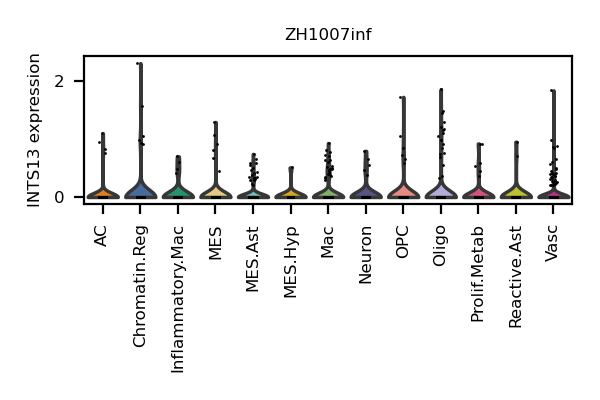 ZH1007inf
INTS13 expression
2
0
AC
Chromatin.Reg
Inflammatory.Mac
MES
MES.Ast
MES.Hyp
Mac
Neuron
OPC
Oligo
Prolif.Metab
Reactive.Ast
Vasc